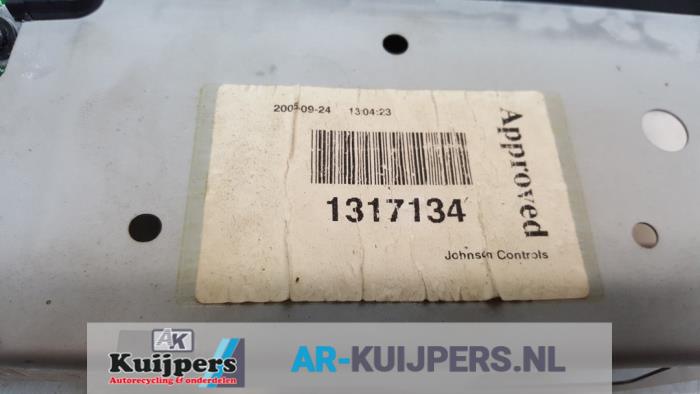 2005-09-24 13:04:23
Approved
1317134
Johnson Controls
AK
Kuijpers
Autorecycling & onderdelen
AR-KUIJPERS.NL